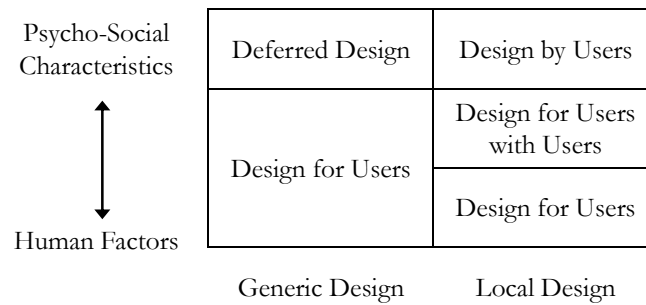 Psycho-Social
Characteristics
Deferred Design
Design by Users
Design for Users
with Users
Design for Users
Design for Users
Human Factors
Generic Design
Local Design